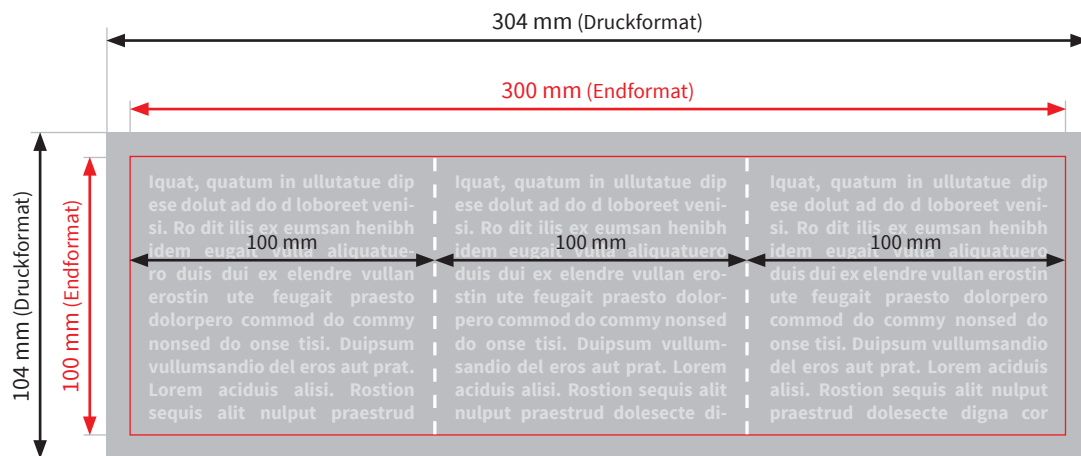 304 mm (Druckformat)
300 mm (Endformat)
104 mm (Druckformat)
100 mm (Endformat)
Iquat, quatum in ullutatue dip
ese dolut ad do d loboreet veni-
si. Ro dit ilis ex eumsan henibh
idem eugait vulla aliquatue-
100 mm
ro duis dui ex elendre vullan
erostin ute feugait praesto
dolorpero commod do commy
nonsed do onse tisi. Duipsum
vullumsandio del eros aut prat.
Lorem aciduis alisi. Rostion
sequis alit nulput praestrud
Iquat, quatum in ullutatue dip
ese dolut ad do d loboreet veni-
si. Ro dit ilis ex eumsan henibh
idem eugait vulla aliquatuero
100 mm
duis dui ex elendre vullan ero-
stin ute feugait praesto dolor-
pero commod do commy nonsed
do onse tisi. Duipsum vullum-
sandio del eros aut prat. Lorem
aciduis alisi. Rostion sequis alit
nulput praestrud dolesecte di-
Iquat, quatum in ullutatue dip
ese dolut ad do d loboreet veni-
si. Ro dit ilis ex eumsan henibh
idem eugait vulla aliquatuero
100 mm
duis dui ex elendre vullan erostin
ute feugait praesto dolorpero
commod do commy nonsed do
onse tisi. Duipsum vullumsandio
del eros aut prat. Lorem aciduis
alisi. Rostion sequis alit nulput
praestrud dolesecte digna cor